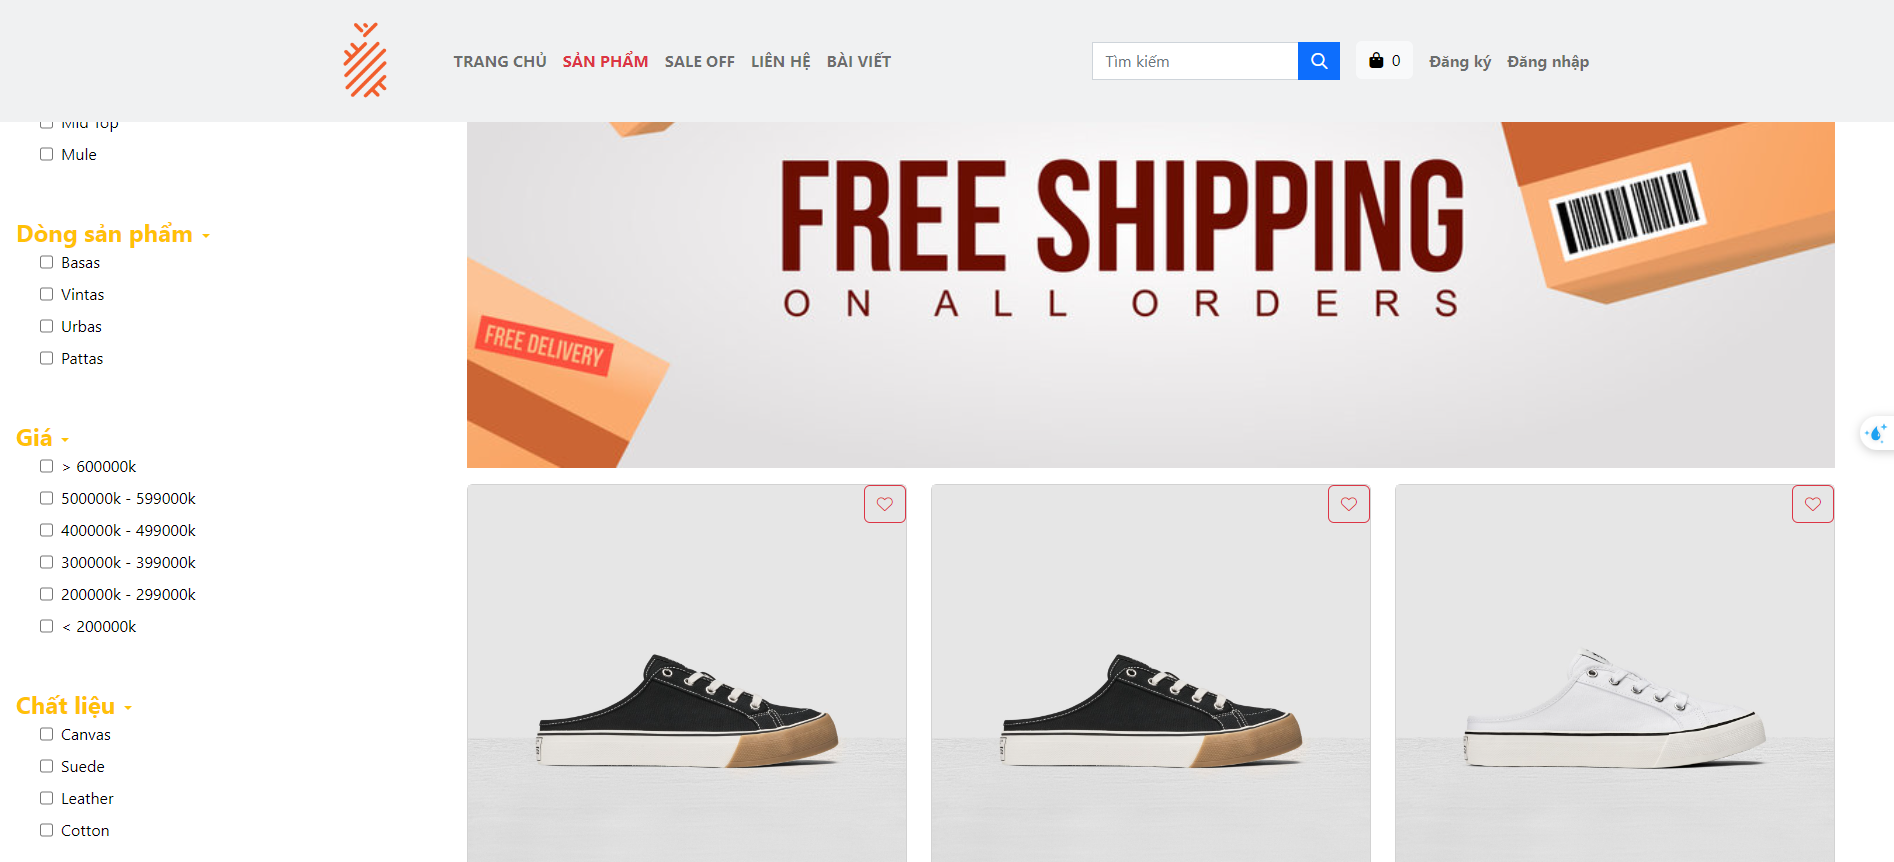 TRANG CHỦ SẢN PHẨM SALE OFF LIÊN HỆ BÀI VIẾT Tìm kiếm 0 Đăng ký Đăng nhập
Mid Top
Mule
Dòng sản phẩm
Basas
Vintas
Urbas
Pattas
Giá
> 600000k
500000k - 599000k
400000k - 499000k
300000k - 399000k
200000k - 299000k
< 200000k
Chất liệu
Canvas
Suede
Leather
Cotton
FREE SHIPPING
ON ALL ORDERS
FREE DELIVERY